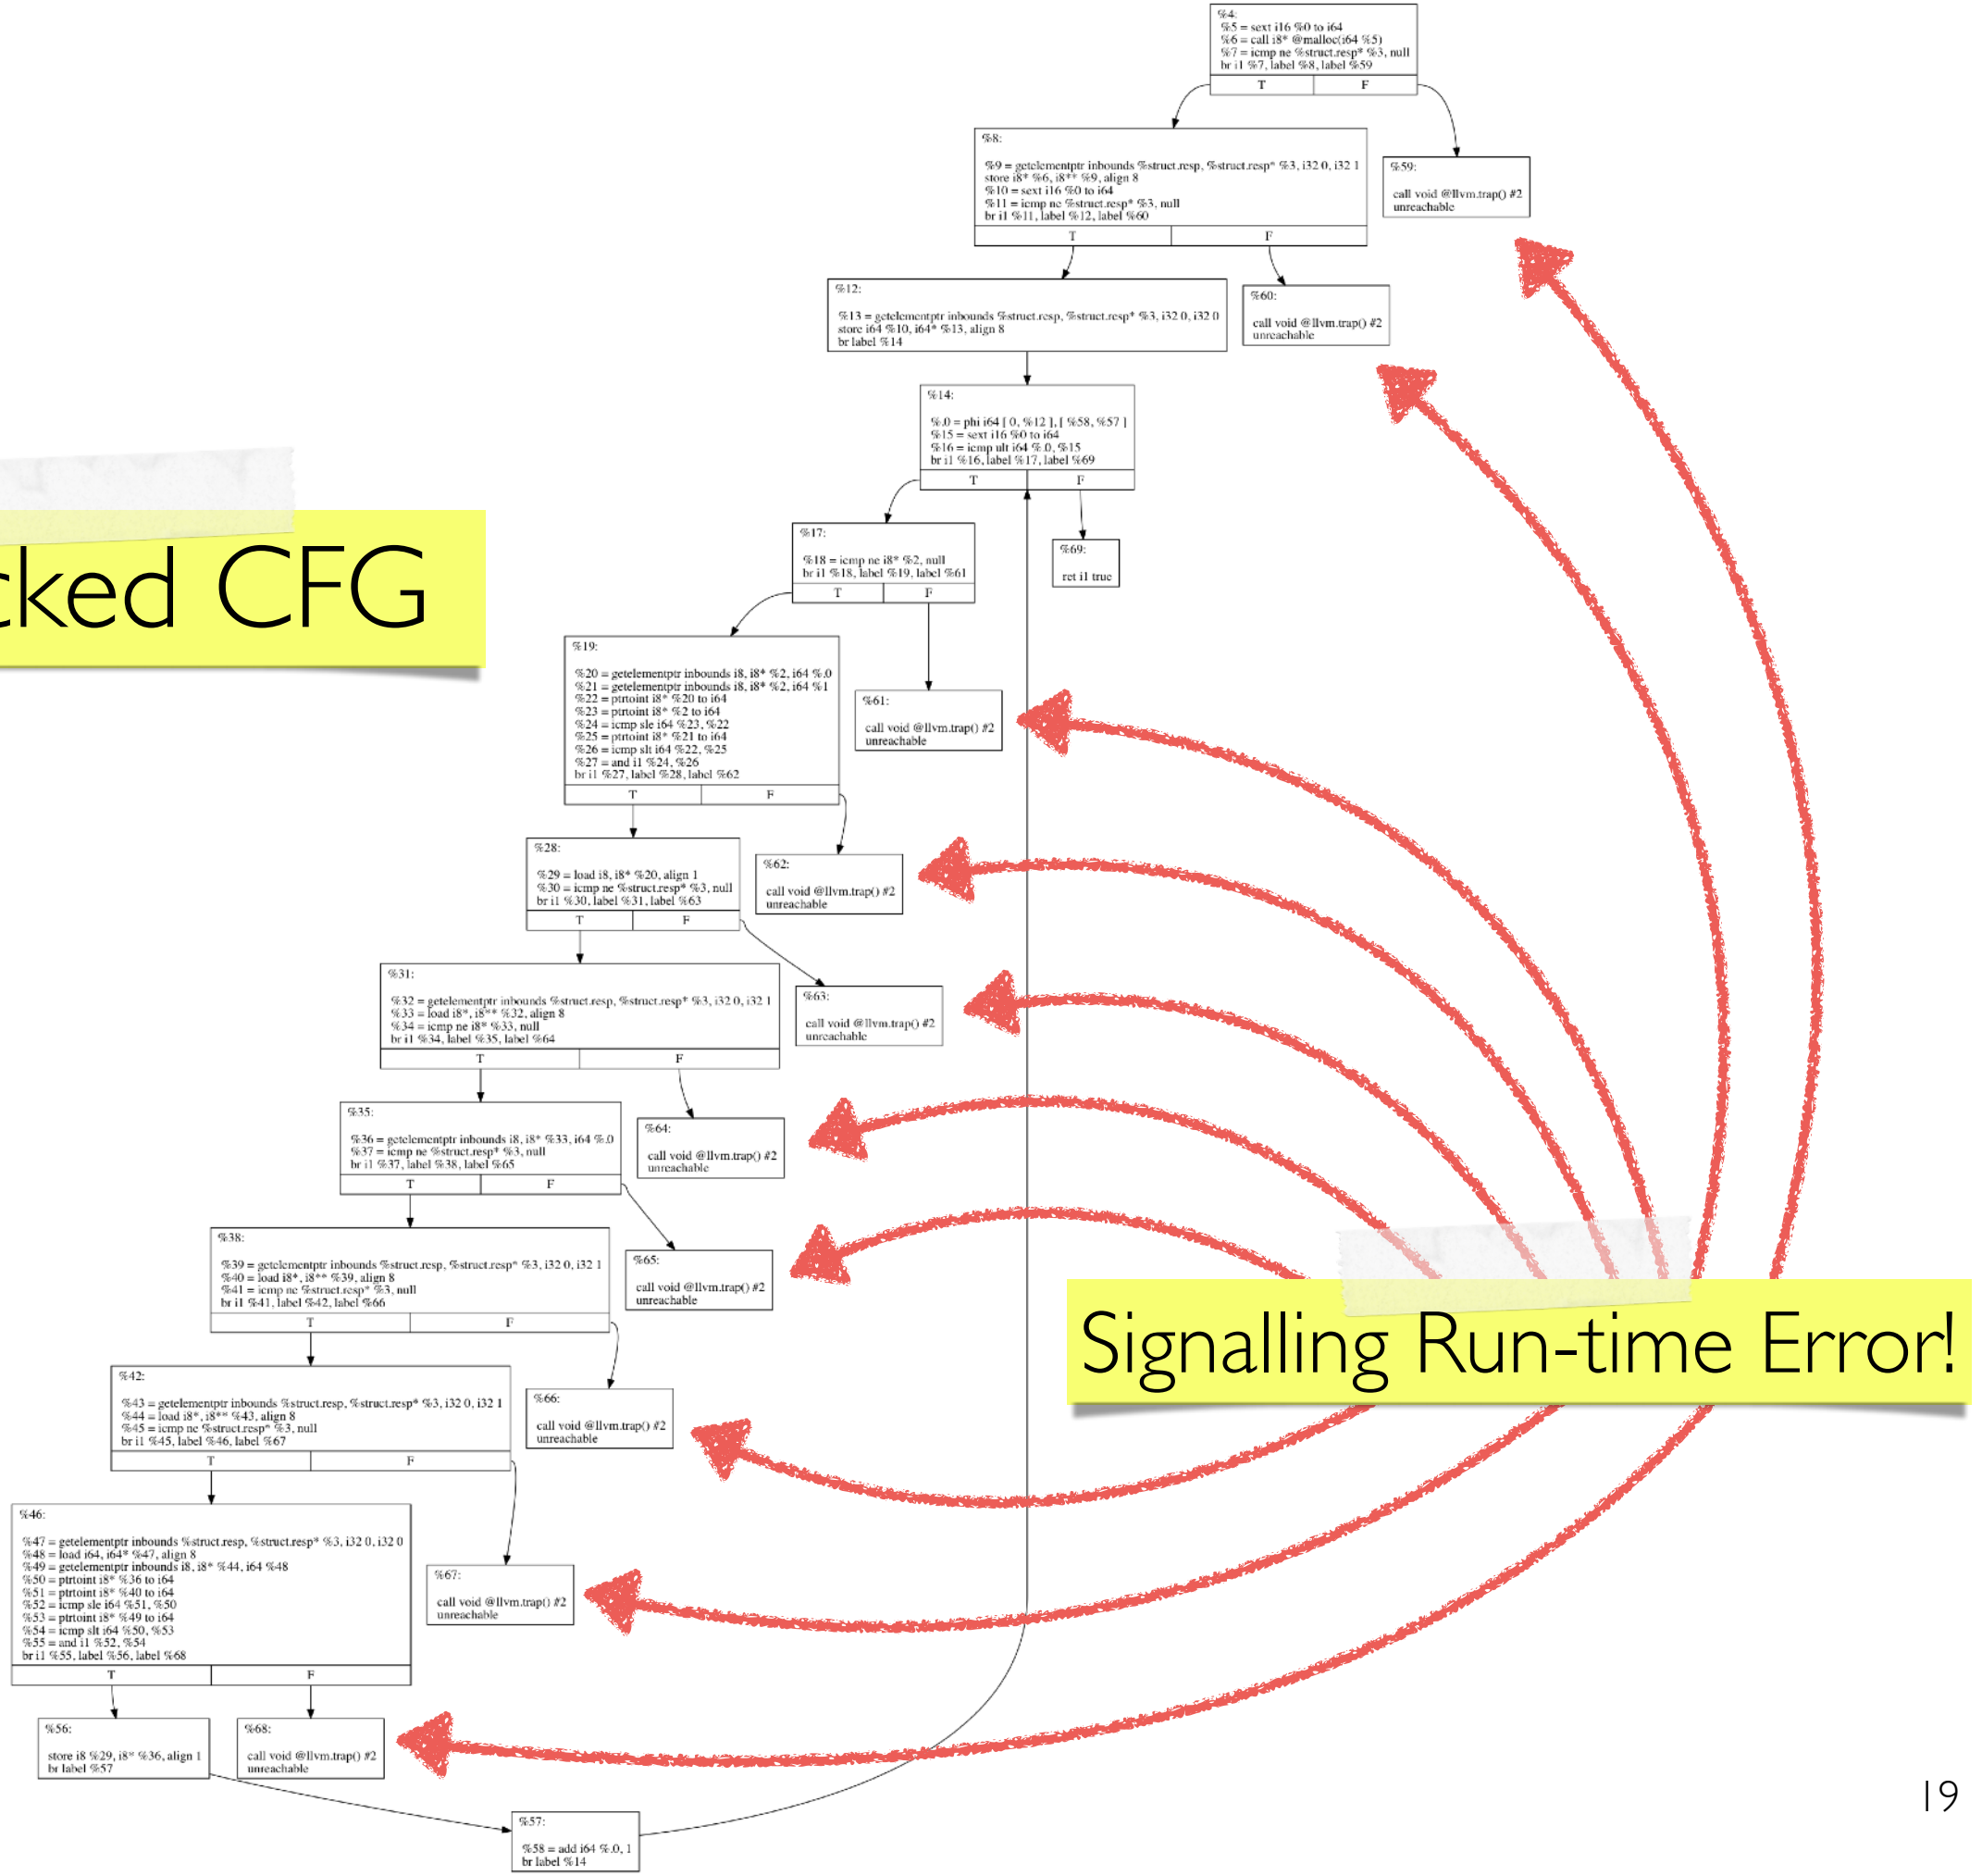 %4:
%5 = sext i16 %0 to i64
%6 = call i8* @malloc(i64 %5)
%7 = icmp ne %struct.resp* %3, null
br i1 %7, label %8, label %59
T F
%8:
%9 = getelementptr inbounds %struct.resp, %struct.resp* %3, i32 0, i32 1
store i8* %6, i8** %9, align 8
%10 = sext i16 %0 to i64
%11 = icmp ne %struct.resp* %3, null
br i1 %11, label %12, label %60
T F
%59:
call void @llvm.trap() #2
unreachable
%12:
%13 = getelementptr inbounds %struct.resp, %struct.resp* %3, i32 0, i32 0
store i64 %10, i64* %13, align 8
br label %14
%60:
call void @llvm.trap() #2
unreachable
%14:
%.0 = phi i64 [ 0, %12 ], [ %58, %57 ]
%15 = sext i16 %0 to i64
%16 = icmp ult i64 %.0, %15
br i1 %16, label %17, label %69
T F
cked CFG
%17:
%18 = icmp ne i8* %2, null
br i1 %18, label %19, label %61
T F
%69:
ret i1 true
%19:
%20 = getelementptr inbounds i8, i8* %2, i64 %.0
%21 = getelementptr inbounds i8, i8* %2, i64 %1
%22 = ptrtoint i8* %20 to i64
%23 = ptrtoint i8* %2 to i64
%24 = icmp sle i64 %23, %22
%25 = ptrtoint i8* %21 to i64
%26 = icmp slt i64 %22, %25
%27 = and i1 %24, %26
br i1 %27, label %28, label %62
T F
%61:
call void @llvm.trap() #2
unreachable
%28:
%29 = load i8, i8* %20, align 1
%30 = icmp ne %struct.resp* %3, null
br i1 %30, label %31, label %63
T F
%62:
call void @llvm.trap() #2
unreachable
%31:
%32 = getelementptr inbounds %struct.resp, %struct.resp* %3, i32 0, i32 1
%33 = load i8*, i8** %32, align 8
%34 = icmp ne i8* %33, null
br i1 %34, label %35, label %64
T F
%63:
call void @llvm.trap() #2
unreachable
%35:
%36 = getelementptr inbounds i8, i8* %33, i64 %.0
%37 = icmp ne %struct.resp* %3, null
br i1 %37, label %38, label %65
T F
%64:
call void @llvm.trap() #2
unreachable
%38:
%39 = getelementptr inbounds %struct.resp, %struct.resp* %3, i32 0, i32 1
%40 = load i8*, i8** %39, align 8
%41 = icmp ne %struct.resp* %3, null
br i1 %41, label %42, label %66
T F
%65:
call void @llvm.trap() #2
unreachable
Signalling Run-time Error!
%42:
%43 = getelementptr inbounds %struct.resp, %struct.resp* %3, i32 0, i32 1
%44 = load i8*, i8** %43, align 8
%45 = icmp ne %struct.resp* %3, null
br i1 %45, label %46, label %67
T F
%66:
call void @llvm.trap() #2
unreachable
%46:
%47 = getelementptr inbounds %struct.resp, %struct.resp* %3, i32 0, i32 0
%48 = load i64, i64* %47, align 8
%49 = getelementptr inbounds i8, i8* %44, i64 %48
%50 = ptrtoint i8* %36 to i64
%51 = ptrtoint i8* %40 to i64
%52 = icmp sle i64 %51, %50
%53 = ptrtoint i8* %49 to i64
%54 = icmp slt i64 %50, %53
%55 = and i1 %52, %54
br i1 %55, label %56, label %68
T F
%67:
call void @llvm.trap() #2
unreachable
%56:
store i8 %29, i8* %36, align 1
br label %57
%68:
call void @llvm.trap() #2
unreachable
%57:
%58 = add i64 %.0, 1
br label %14
19